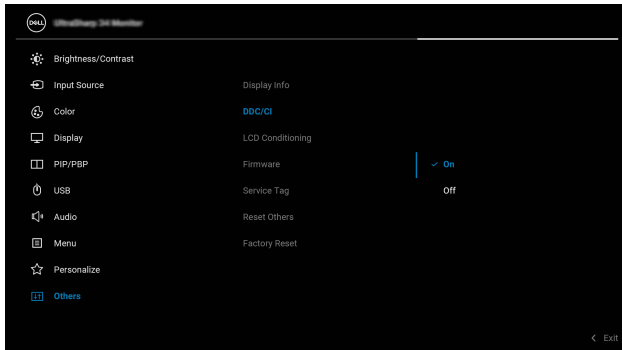 DELL
UltraSharp 34 Monitor
Brightness/Contrast
Input Source
Display Info
Color
DDC/CI
Display
LCD Conditioning
PIP/PBP
Firmware
On
USB
Service Tag
Off
Audio
Reset Others
Menu
Factory Reset
Personalize
Others
Exit